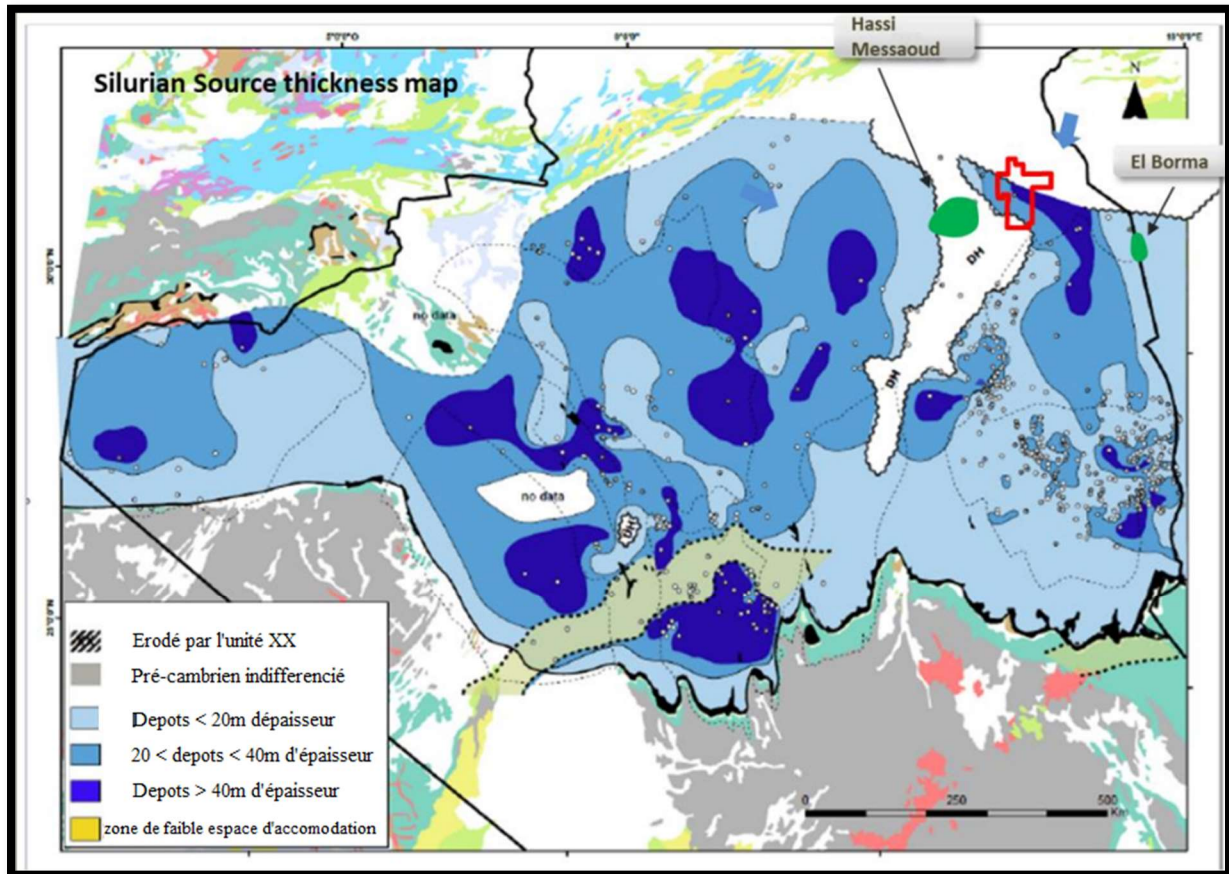 Hassi
Messaoud
Silurian Source thickness map
N
El Borma
DH
no data
DH
no data
DH
Erodé par l'unité XX
Pré-cambrien indifferencié
Depots < 20m dépaisseur
20 < depots < 40m d'épaisseur
Depots > 40m d'épaisseur
zone de faible espace d'accomodation
0 250 500
Km